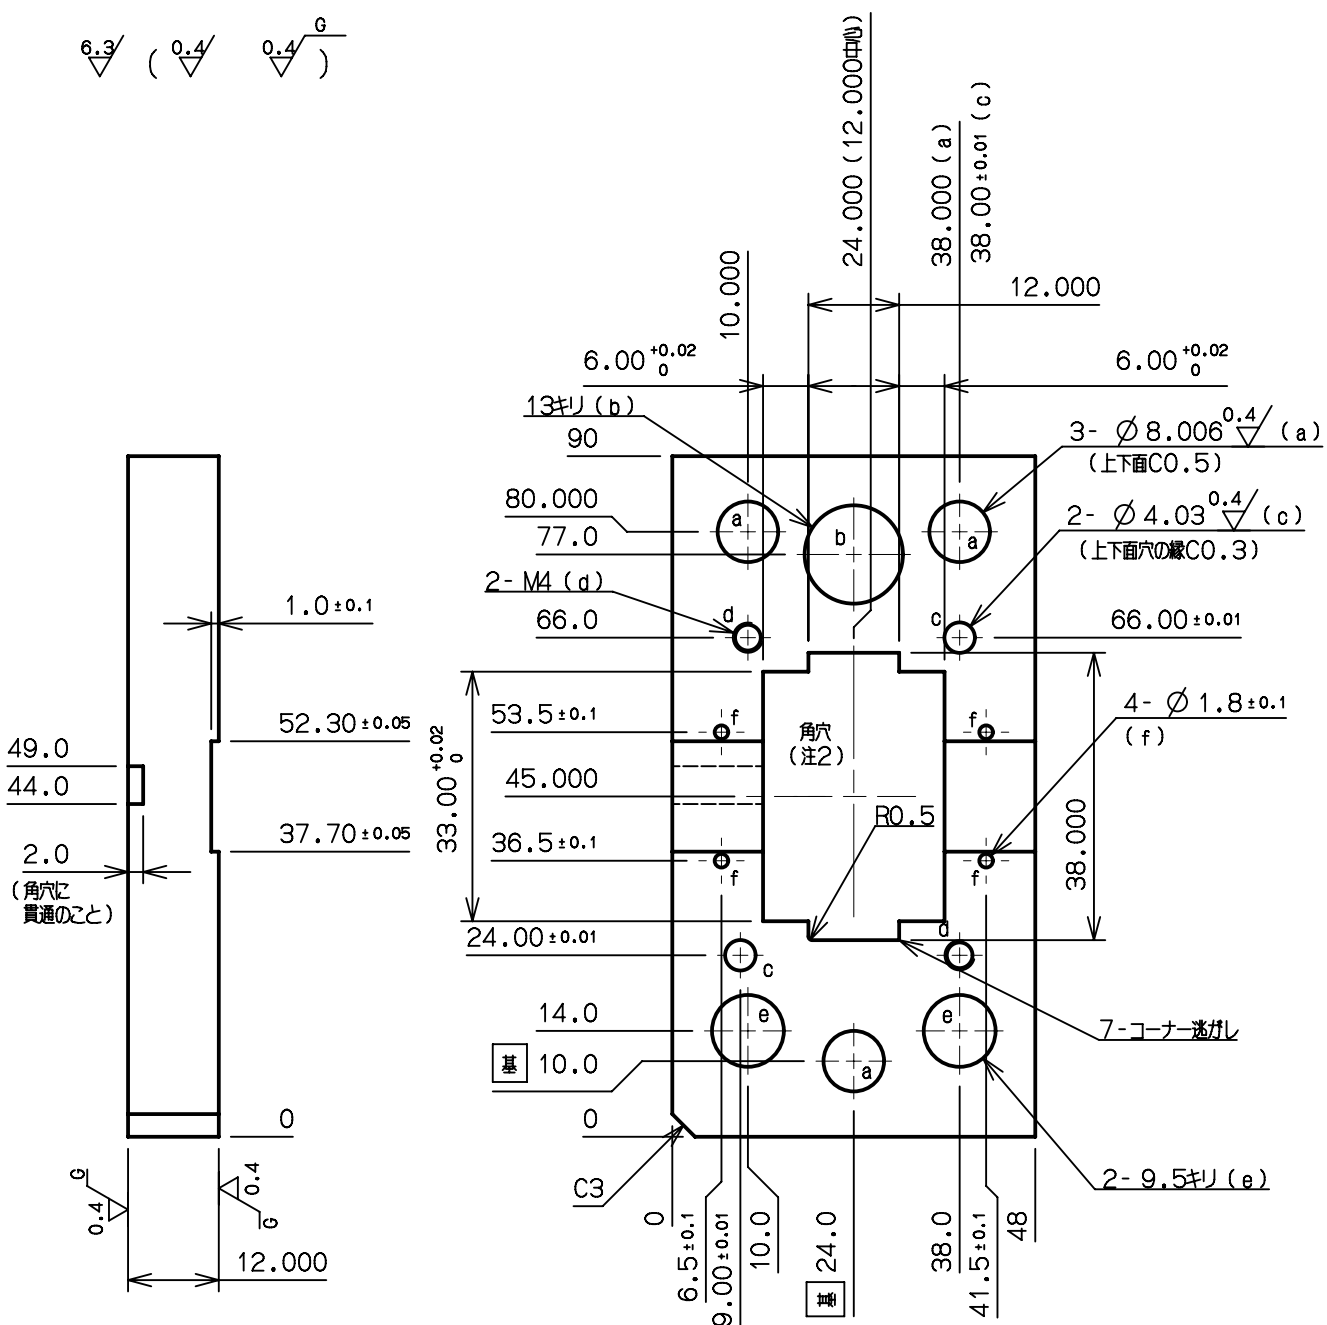 6.3 ( 0.4 0.4 G )
24.000 (12.000中心)
38.000 (a)
38.00±0.01 (c)
10.000
12.000
6.00 +0.02 0
6.00 +0.02 0
13キリ (b)
90
3- ∅8.006 0.4 (a)
(上下面C0.5)
80.000
a
b
a
2- ∅4.03 0.4 (c)
(上下面穴の縁C0.3)
77.0
2- M4 (d)
1.0±0.1
66.0
d
c
66.00±0.01
4- ∅1.8±0.1
(f)
52.30±0.05
53.5±0.1
f
f
角穴
(注2)
49.0
44.0
33.00 +0.02 0
45.000
R0.5
38.000
37.70±0.05
36.5±0.1
f
f
2.0
(角穴に
貫通のこと)
24.00±0.01
c
d
14.0
e
e
7-コーナー逃がし
基 10.0
a
0
0
C3
2- 9.5キリ (e)
G
0.4
0.4
G
12.000
0
6.5±0.1
9.00±0.01
10.0
基 24.0
38.0
41.5±0.1
48